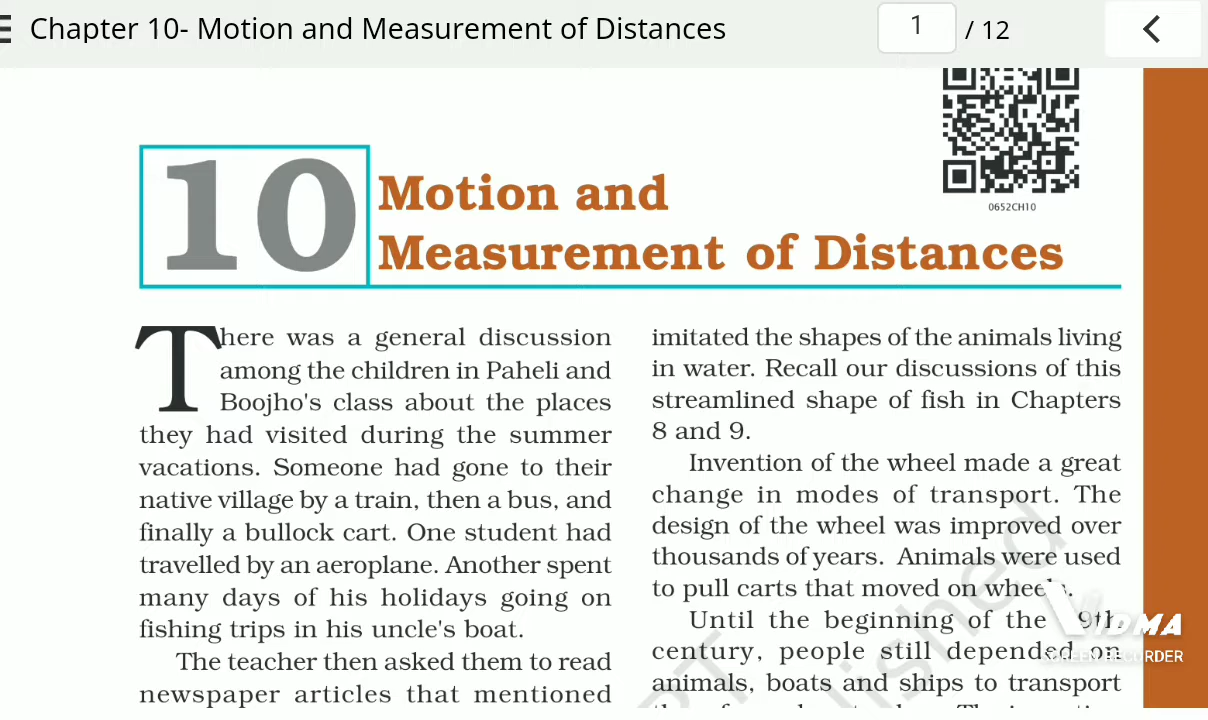 Chapter 10- Motion and Measurement of Distances
1 / 12
0652CH10
10 Motion and
Measurement of Distances
There was a general discussion
among the children in Paheli and
Boojho's class about the places
they had visited during the summer
vacations. Someone had gone to their
native village by a train, then a bus, and
finally a bullock cart. One student had
travelled by an aeroplane. Another spent
many days of his holidays going on
fishing trips in his uncle's boat.
The teacher then asked them to read
newspaper articles that mentioned
imitated the shapes of the animals living
in water. Recall our discussions of this
streamlined shape of fish in Chapters
8 and 9.
Invention of the wheel made a great
change in modes of transport. The
design of the wheel was improved over
thousands of years. Animals were used
to pull carts that moved on wheels.
Until the beginning of the 19th
century, people still depended on
animals, boats and ships to transport
VIDMA
SCREEN RECORDER